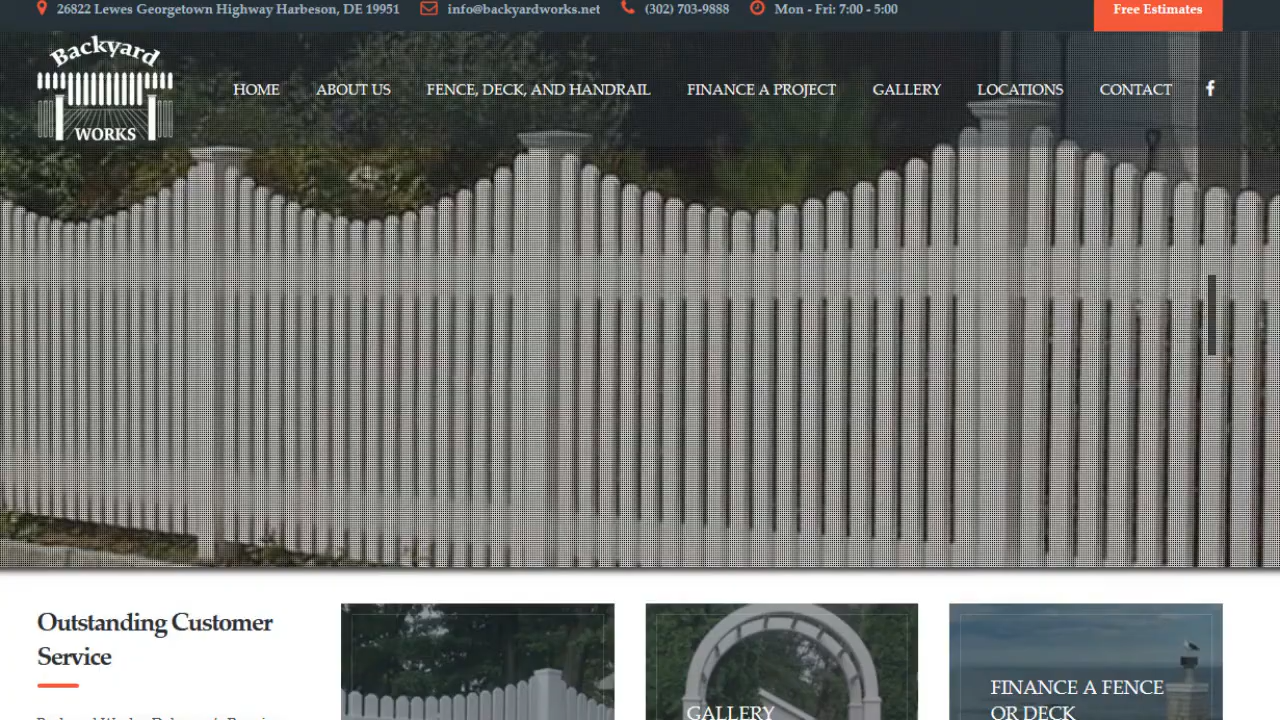 26822 Lewes Georgetown Highway Harbeson, DE 19951
info@backyardworks.net
(302) 703-9888
Mon - Fri: 7:00 - 5:00
Free Estimates
Backyard
WORKS
HOME
ABOUT US
FENCE, DECK, AND HANDRAIL
FINANCE A PROJECT
GALLERY
LOCATIONS
CONTACT
Outstanding Customer
Service
GALLERY
FINANCE A FENCE
OR DECK